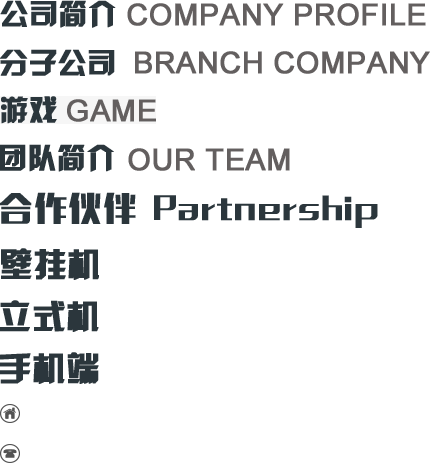 公司简介 COMPANY PROFILE
分子公司 BRANCH COMPANY
游戏 GAME
团队简介 OUR TEAM
合作伙伴 Partnership
壁挂机
立式机
手机端